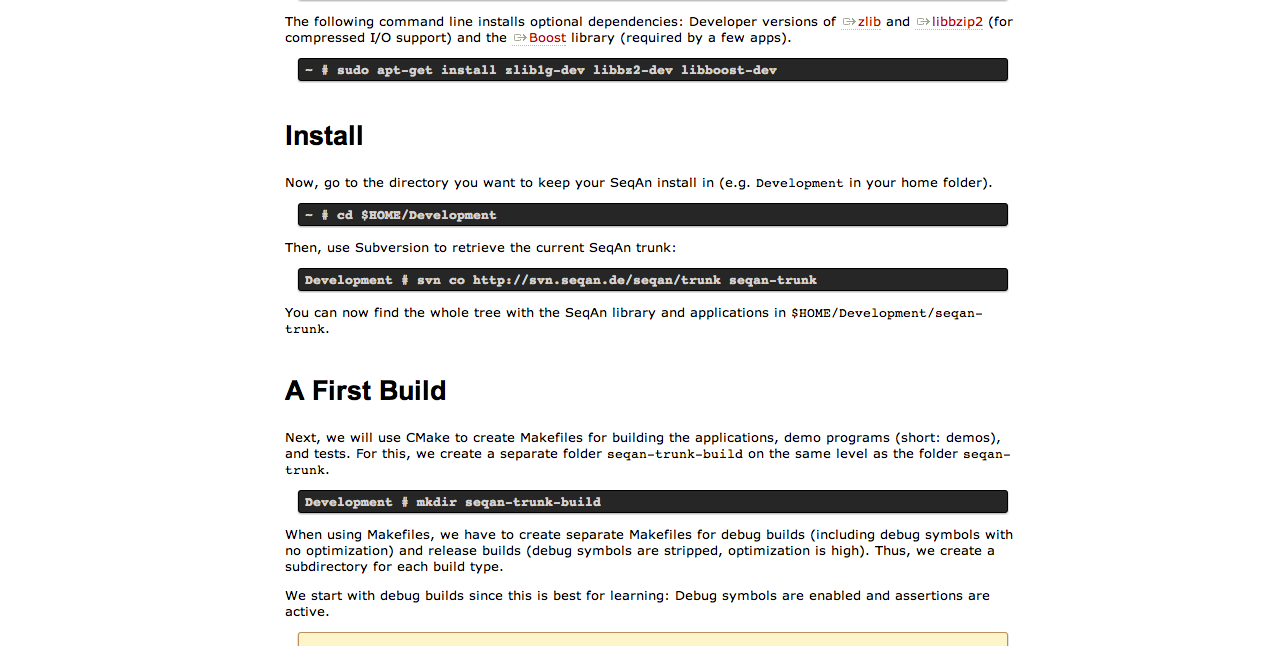 The following command line installs optional dependencies: Developer versions of zlib and libbzip2 (for
compressed I/O support) and the Boost library (required by a few apps).
~ # sudo apt-get install zlib1g-dev libbz2-dev libboost-dev
Install
Now, go to the directory you want to keep your SeqAn install in (e.g. Development in your home folder).
~ # cd $HOME/Development
Then, use Subversion to retrieve the current SeqAn trunk:
Development # svn co http://svn.seqan.de/seqan/trunk seqan-trunk
You can now find the whole tree with the SeqAn library and applications in $HOME/Development/seqan-
trunk.
A First Build
Next, we will use CMake to create Makefiles for building the applications, demo programs (short: demos),
and tests. For this, we create a separate folder seqan-trunk-build on the same level as the folder seqan-
trunk.
Development # mkdir seqan-trunk-build
When using Makefiles, we have to create separate Makefiles for debug builds (including debug symbols with
no optimization) and release builds (debug symbols are stripped, optimization is high). Thus, we create a
subdirectory for each build type.
We start with debug builds since this is best for learning: Debug symbols are enabled and assertions are
active.